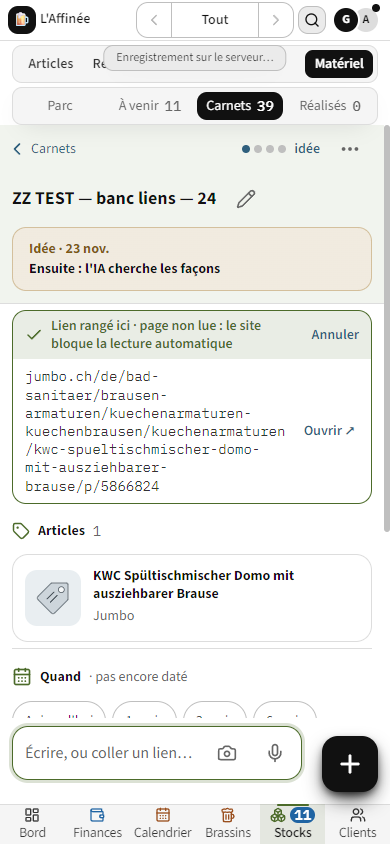 L'Affinée
Tout
G
A
Articles
Enregistrement sur le serveur…
Matériel
Parc
À venir 11
Carnets 39
Réalisés 0
Carnets
idée
ZZ TEST — banc liens — 24
Idée · 23 nov.
Ensuite : l'IA cherche les façons
Lien rangé ici · page non lue : le site
bloque la lecture automatique
Annuler
jumbo.ch/de/bad-
sanitaer/brausen-
armaturen/kuechenarmaturen-
kuechenbrausen/kuechenarmaturen
/kwc-spueltischmischer-domo-
mit-ausziehbarer-
brause/p/5866824
Ouvrir ↗
Articles 1
KWC Spültischmischer Domo mit
ausziehbarer Brause
Jumbo
Quand · pas encore daté
Écrire, ou coller un lien…
Bord
Finances
Calendrier
Brassins
11
Stocks
Clients